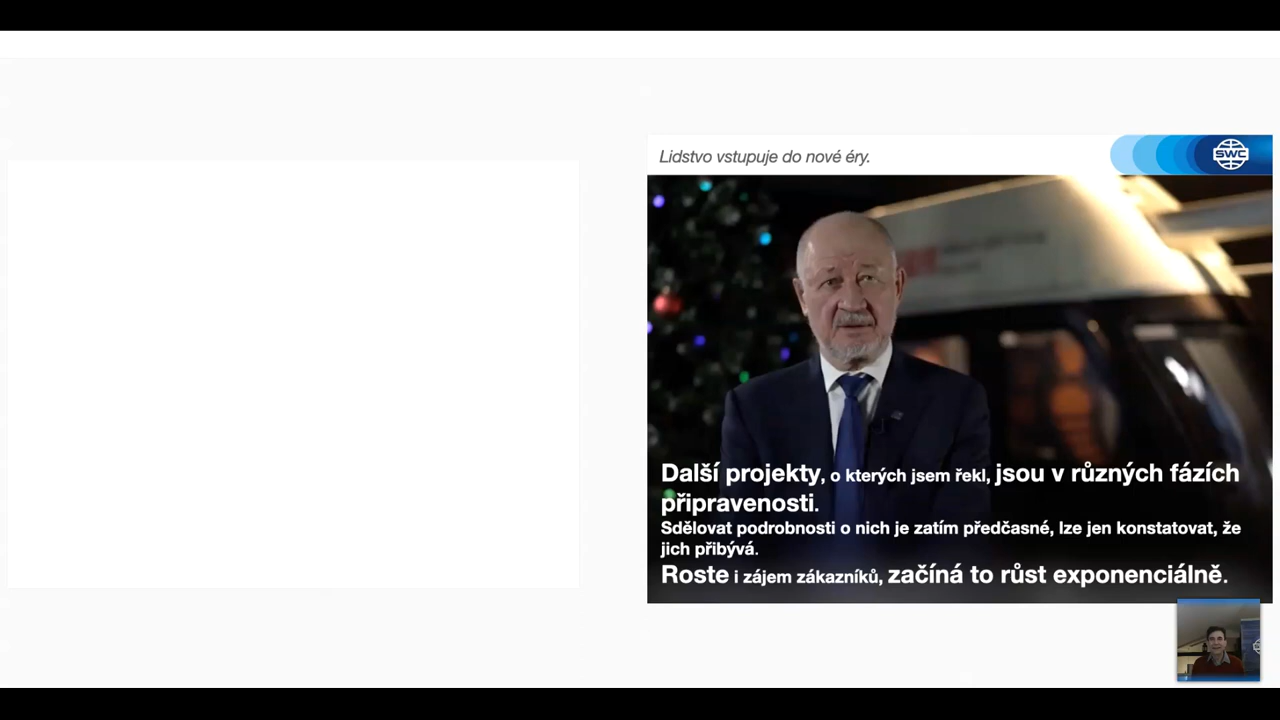 Lidstvo vstupuje do nové éry.
SWC
Další projekty, o kterých jsem řekl, jsou v různých fázích
připravenosti.
Sdělovat podrobnosti o nich je zatím předčasné, lze jen konstatovat, že
jich přibývá.
Roste i zájem zákazníků, začíná to růst exponenciálně.